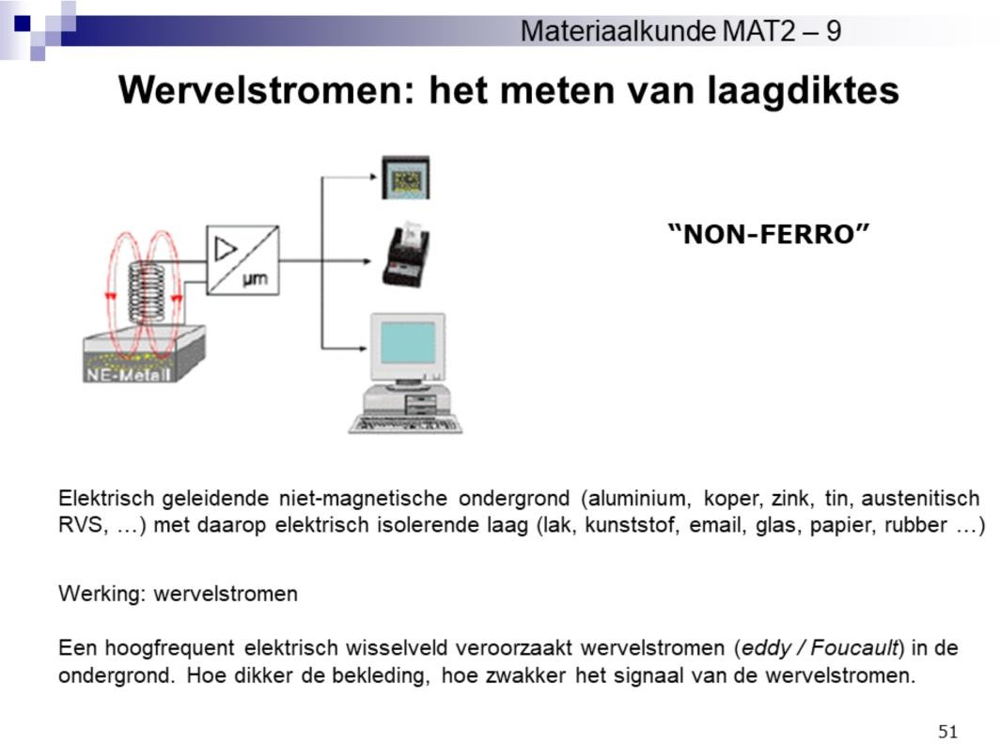 Materiaalkunde MAT2 – 9
Wervelstromen: het meten van laagdiktes
“NON-FERRO”
µm
NE-Metall
Elektrisch geleidende niet-magnetische ondergrond (aluminium, koper, zink, tin, austenitisch
RVS, …) met daarop elektrisch isolerende laag (lak, kunststof, email, glas, papier, rubber …)
Werking: wervelstromen
Een hoogfrequent elektrisch wisselveld veroorzaakt wervelstromen (eddy / Foucault) in de
ondergrond. Hoe dikker de bekleding, hoe zwakker het signaal van de wervelstromen.
51